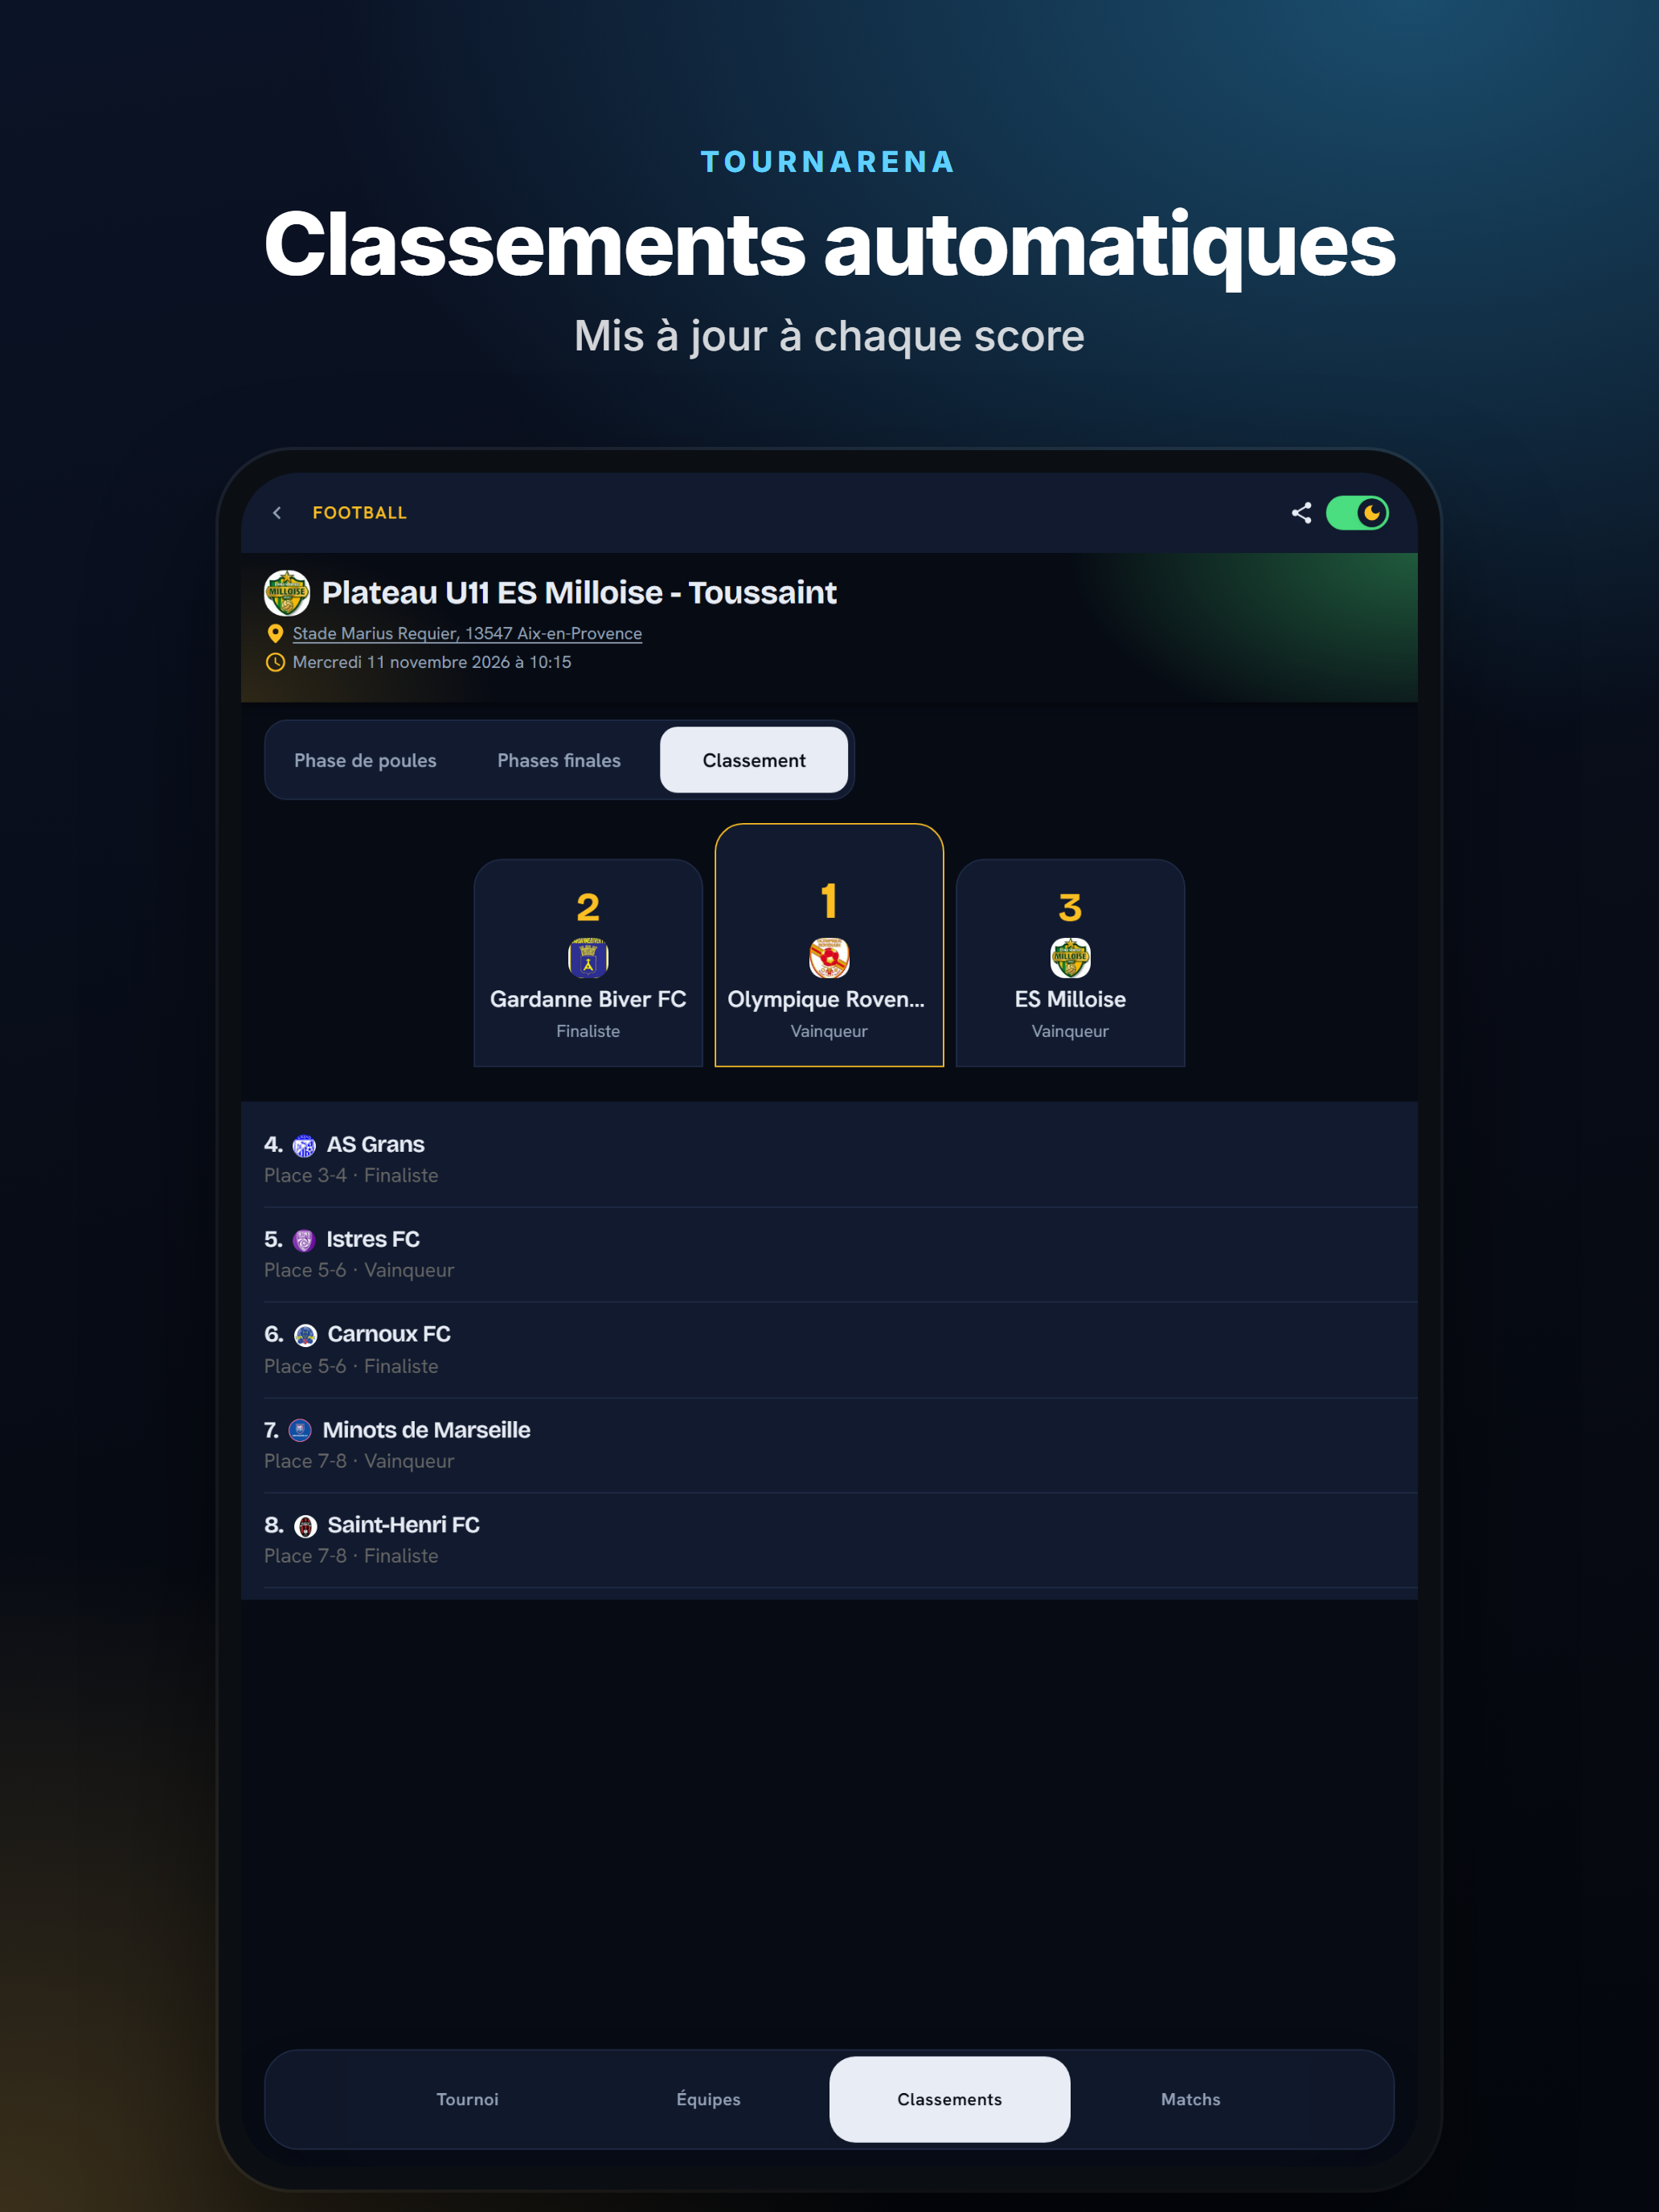 TOURNARENA
Classements automatiques
Mis à jour à chaque score
FOOTBALL
Plateau U11 ES Milloise - Toussaint
Stade Marius Requier, 13547 Aix-en-Provence
Mercredi 11 novembre 2026 à 10:15
Phase de poules
Phases finales
Classement
2
Gardanne Biver FC
Finaliste
1
Olympique Roven...
Vainqueur
3
MILLOISE
ES Milloise
Vainqueur
4. AS Grans
Place 3-4 · Finaliste
5. Istres FC
Place 5-6 · Vainqueur
6. Carnoux FC
Place 5-6 · Finaliste
7. Minots de Marseille
Place 7-8 · Vainqueur
8. Saint-Henri FC
Place 7-8 · Finaliste
Tournoi
Équipes
Classements
Matchs